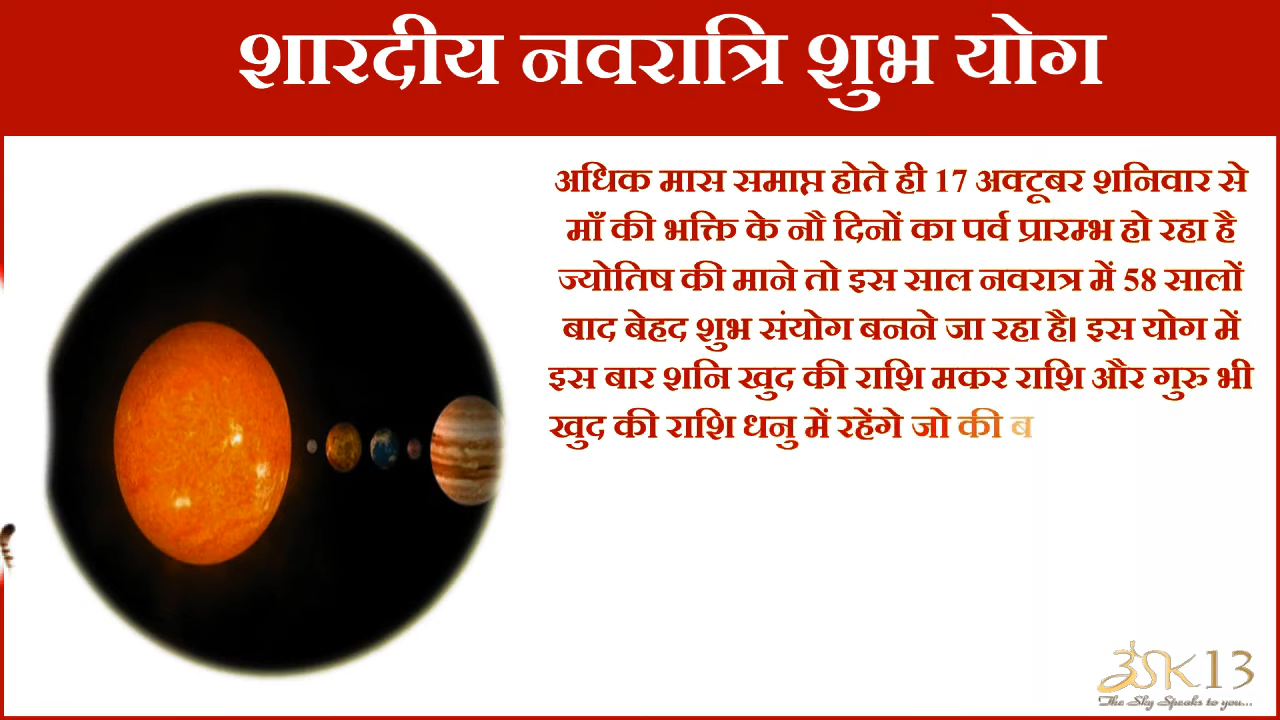 शारदीय नवरात्रि शुभ योग
अधिक मास समाप्त होते ही 17 अक्टूबर शनिवार से
माँ की भक्ति के नौ दिनों का पर्व प्रारम्भ हो रहा है
ज्योतिष की माने तो इस साल नवरात्र में 58 सालों
बाद बेहद शुभ संयोग बनने जा रहा है। इस योग में
इस बार शनि खुद की राशि मकर राशि और गुरु भी
खुद की राशि धनु में रहेंगे जो की ब
13
The Sky Speaks to you...